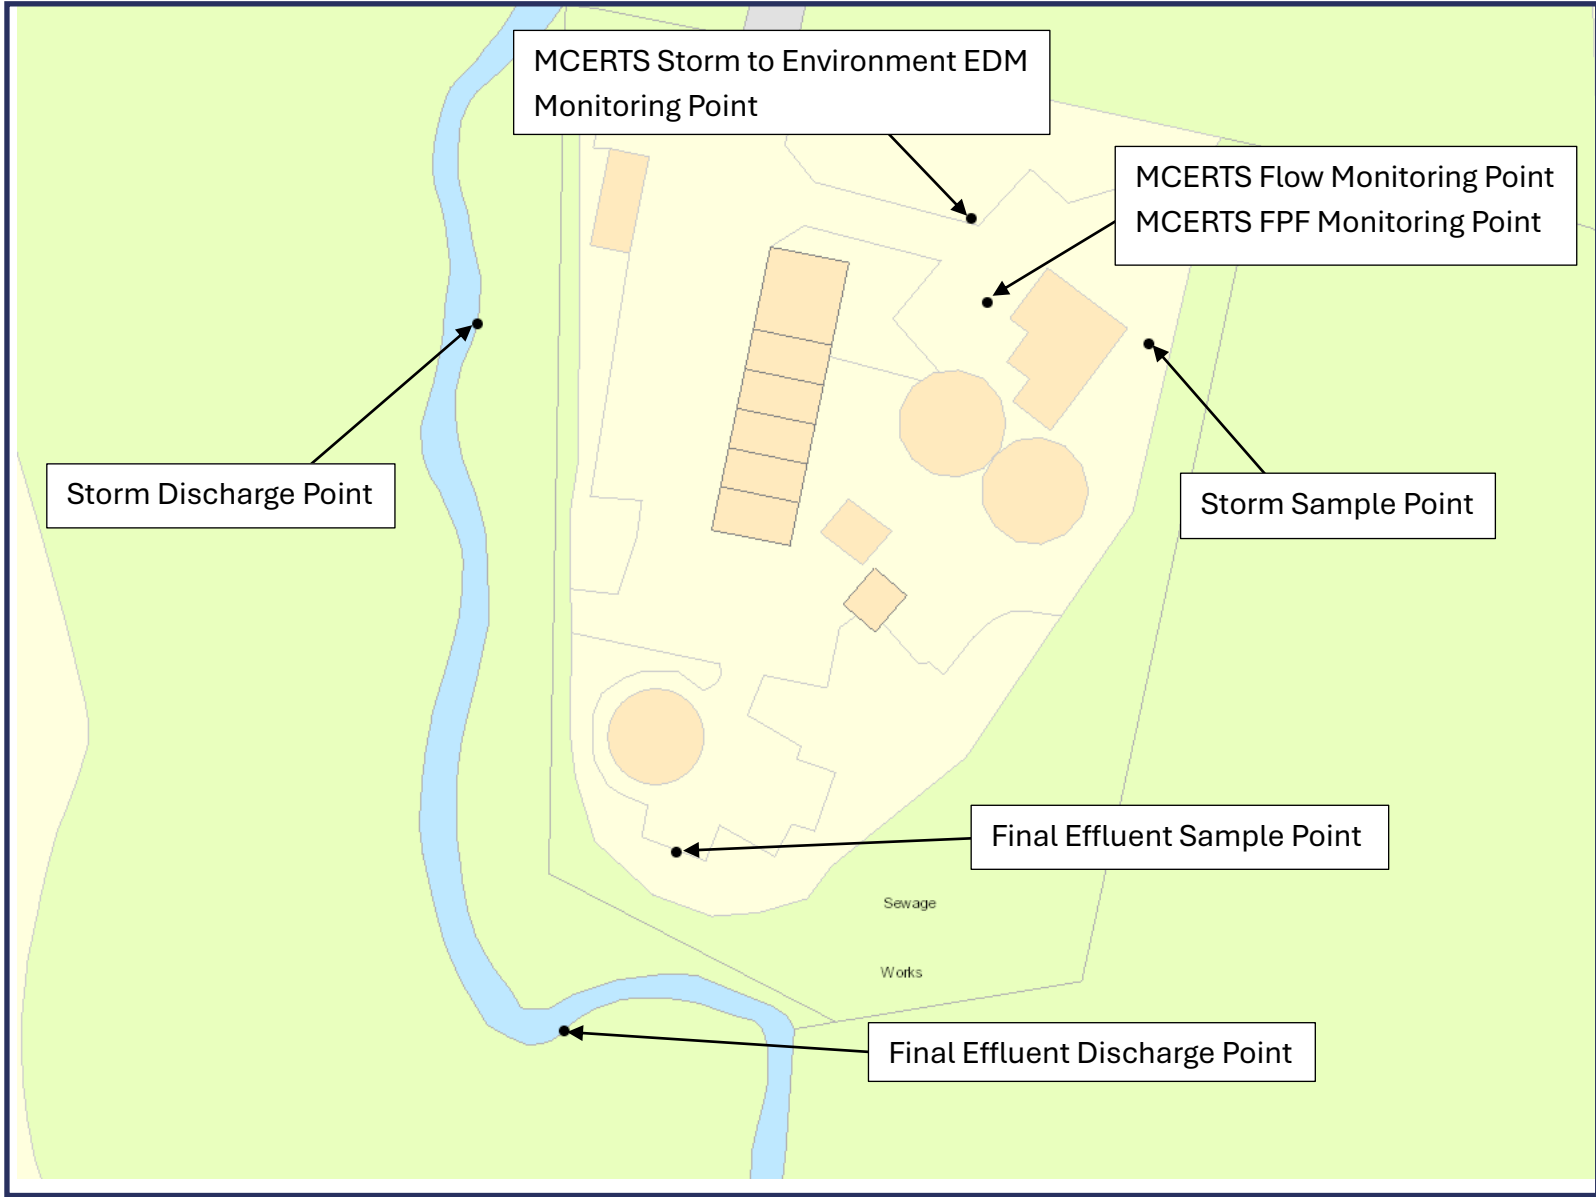 MCERTS Storm to Environment EDM
Monitoring Point
MCERTS Flow Monitoring Point
MCERTS FPF Monitoring Point
Storm Discharge Point
Storm Sample Point
Final Effluent Sample Point
Sewage
Works
Final Effluent Discharge Point